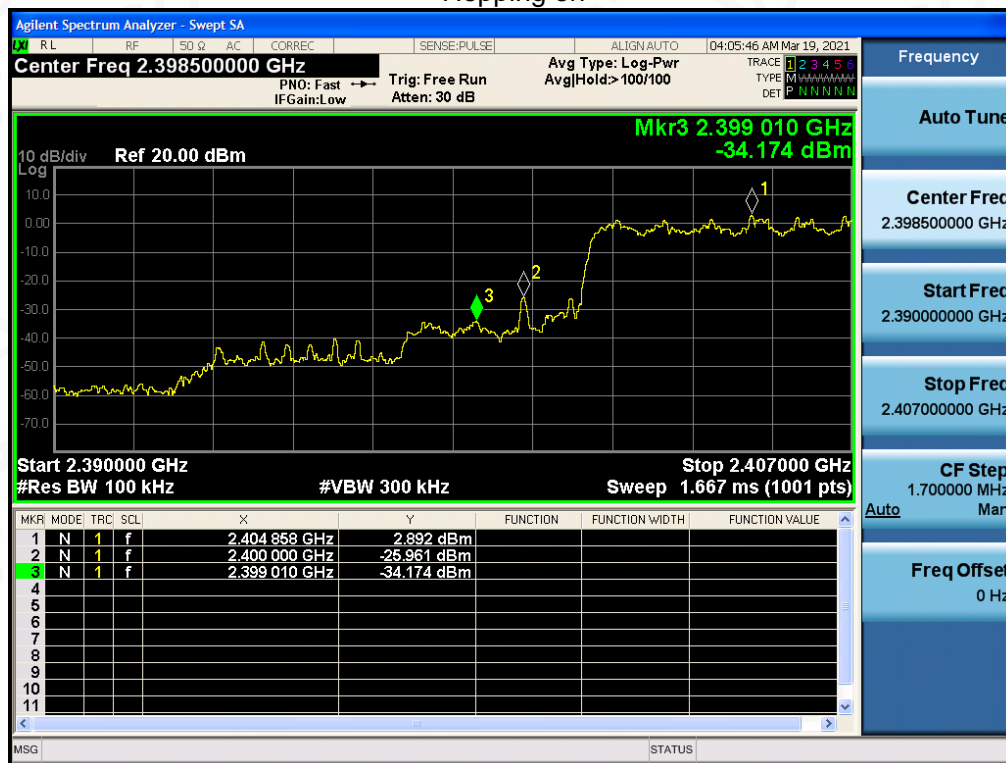 Hopping on
Agilent Spectrum Analyzer - Swept SA
LXI RL RF 50 Ω AC CORREC SENSE:PULSE ALIGN AUTO 04:05:46 AM Mar 19, 2021
Center Freq 2.398500000 GHz
PNO: Fast
IFGain:Low
Trig: Free Run
Atten: 30 dB
Avg Type: Log-Pwr
Avg|Hold:>100/100
TRACE 1 2 3 4 5 6
TYPE M WWWWW
DET P N N N N N
Mkr3 2.399 010 GHz
-34.174 dBm
10 dB/div Ref 20.00 dBm
Log
10.0
0.00
-10.0
-20.0
-30.0
-40.0
-50.0
-60.0
-70.0
1
2
3
Start 2.390000 GHz Stop 2.407000 GHz
#Res BW 100 kHz #VBW 300 kHz Sweep 1.667 ms (1001 pts)
MKR MODE TRC SCL X Y FUNCTION FUNCTION WIDTH FUNCTION VALUE
1 N 1 f 2.404 858 GHz 2.892 dBm
2 N 1 f 2.400 000 GHz -25.961 dBm
3 N 1 f 2.399 010 GHz -34.174 dBm
4
5
6
7
8
9
10
11
MSG STATUS
Frequency
Auto Tune
Center Freq
2.398500000 GHz
Start Freq
2.390000000 GHz
Stop Freq
2.407000000 GHz
CF Step
1.700000 MHz
Auto Man
Freq Offset
0 Hz